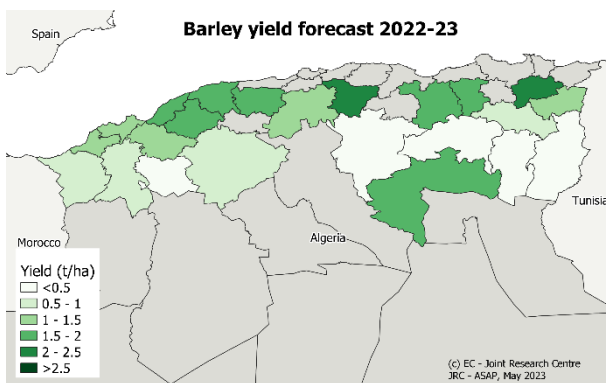 Barley yield forecast 2022-23
Spain
Tunisia
Morocco
Algeria
Yield (t/ha)
<0.5
0.5 - 1
1 - 1.5
1.5 - 2
2 - 2.5
>2.5
(c) EC - Joint Research Centre
JRC - ASAP, May 2023